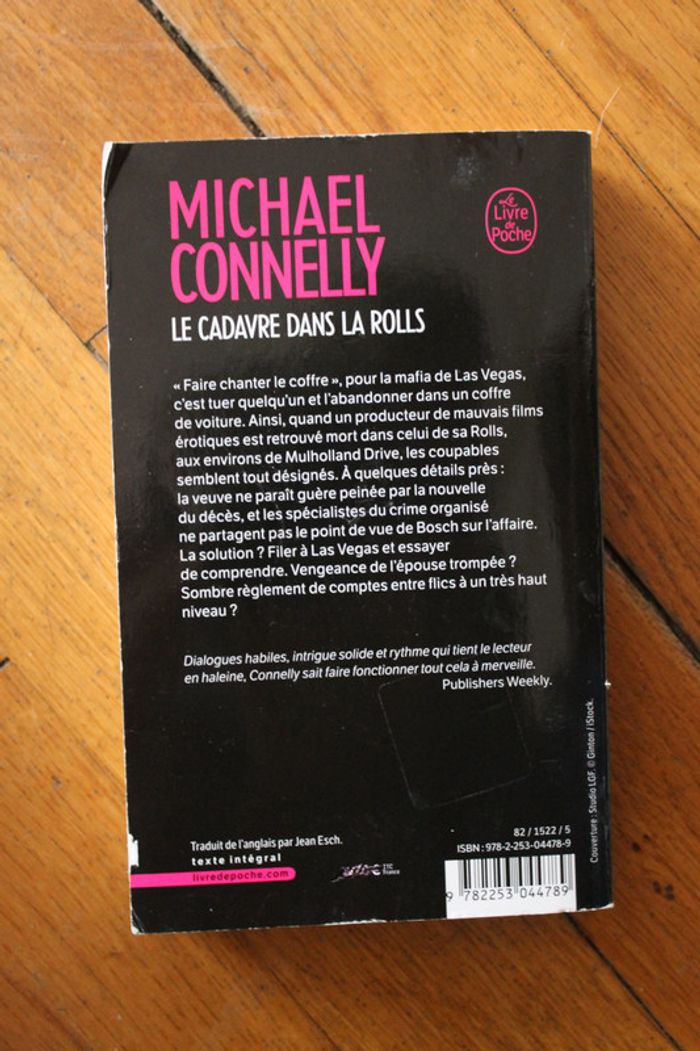 MICHAEL
CONNELLY
LE CADAVRE DANS LA ROLLS
Le
Livre
de
Poche
« Faire chanter le coffre », pour la mafia de Las Vegas,
c'est tuer quelqu'un et l'abandonner dans un coffre
de voiture. Ainsi, quand un producteur de mauvais films
érotiques est retrouvé mort dans celui de sa Rolls,
aux environs de Mulholland Drive, les coupables
semblent tout désignés. À quelques détails près :
la veuve ne paraît guère peinée par la nouvelle
du décès, et les spécialistes du crime organisé
ne partagent pas le point de vue de Bosch sur l'affaire.
La solution ? Filer à Las Vegas et essayer
de comprendre. Vengeance de l'épouse trompée ?
Sombre règlement de comptes entre flics à un très haut
niveau ?
Dialogues habiles, intrigue solide et rythme qui tient le lecteur
en haleine, Connelly sait faire fonctionner tout cela à merveille.
Publishers Weekly.
Traduit de l'anglais par Jean Esch.
texte intégral
livredepoche.com
TTC
France
82 / 1522 / 5
ISBN : 978-2-253-04478-9
9 782253 044789
Couverture : Studio LGF. © Ginton / iStock.